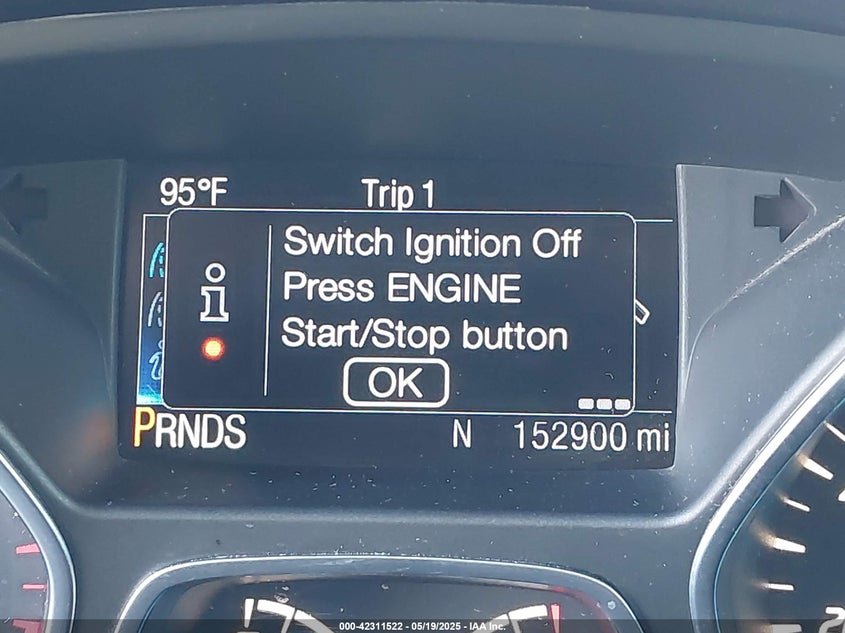 95°F Trip 1
Switch Ignition Off
Press ENGINE
Start/Stop button
OK
PRNDS N 152900 mi
000-42311522 - 05/19/2025 - IAA Inc.